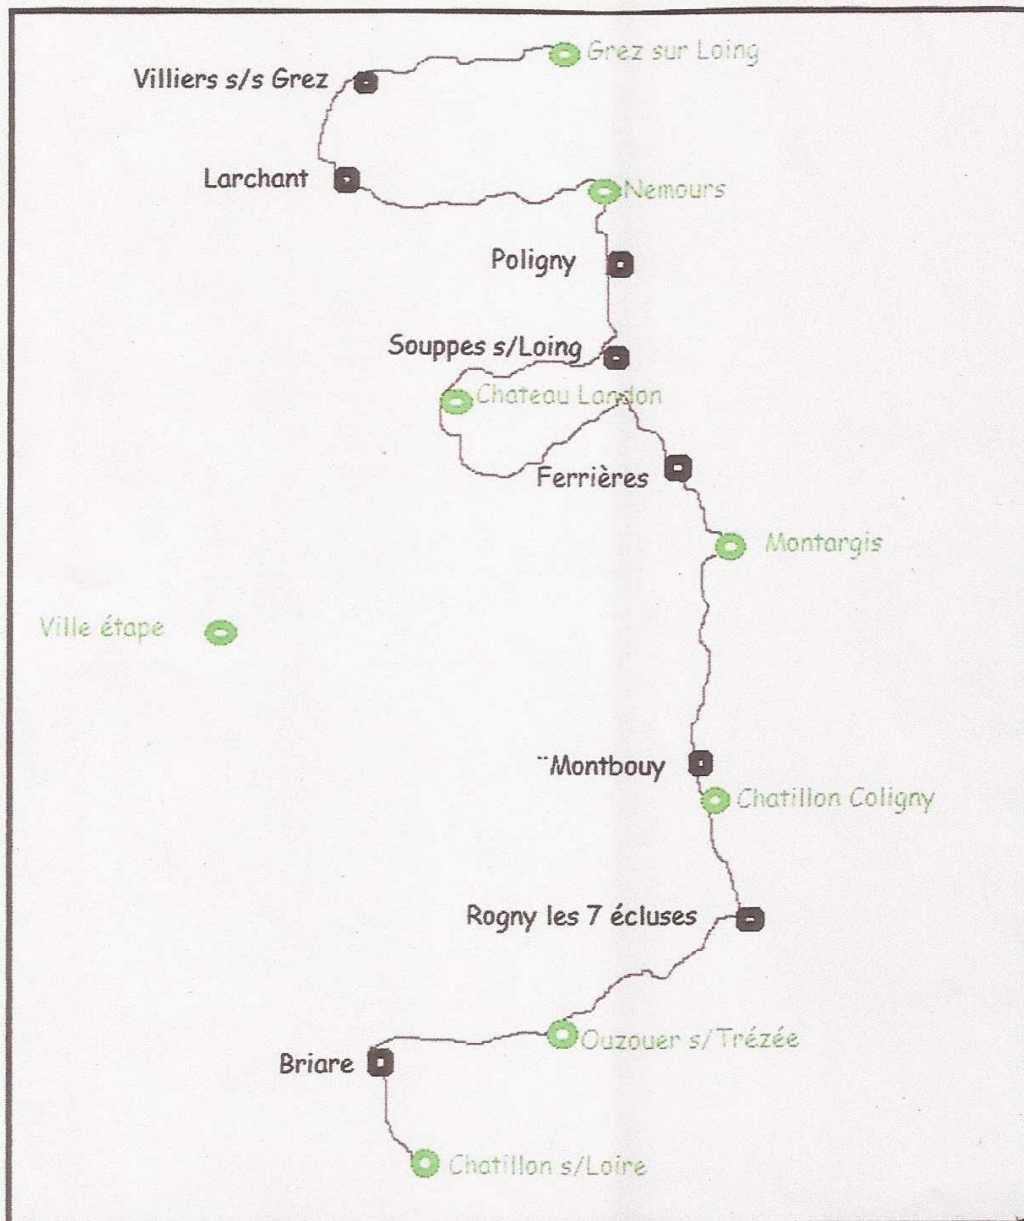 Grez sur Loing
Villiers s/s Grez
Larchant
Nemours
Poligny
Souppes s/Loing
Chateau Landon
Ferrières
Montargis
Ville étape
¨Montbouy
Chatillon Coligny
Rogny les 7 écluses
Ouzouer s/Trézée
Briare
Chatillon s/Loire